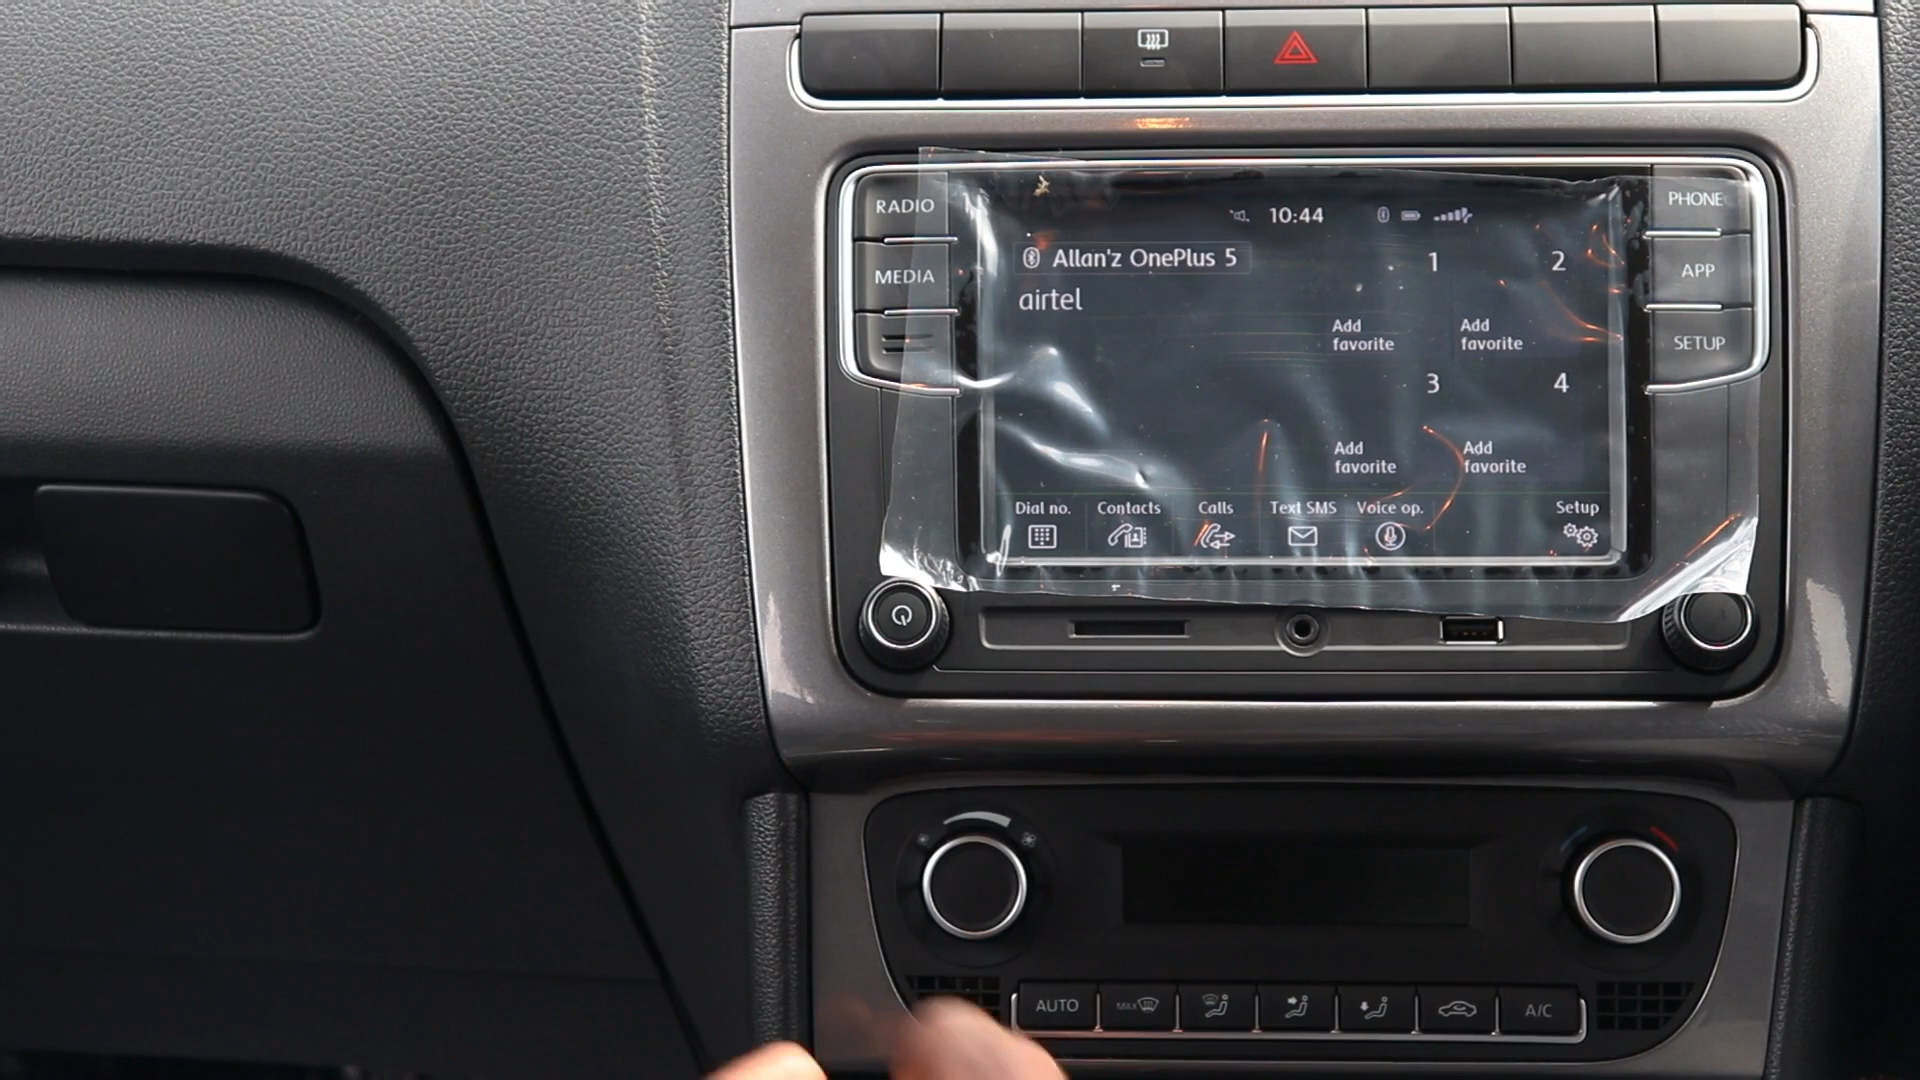 RADIO
MEDIA
10:44
Allan'z OnePlus 5
airtel
1
2
Add
favorite
Add
favorite
3
4
Add
favorite
Add
favorite
Dial no.
Contacts
Calls
Text SMS
Voice op.
Setup
PHONE
APP
SETUP
AUTO
MAX
A/C